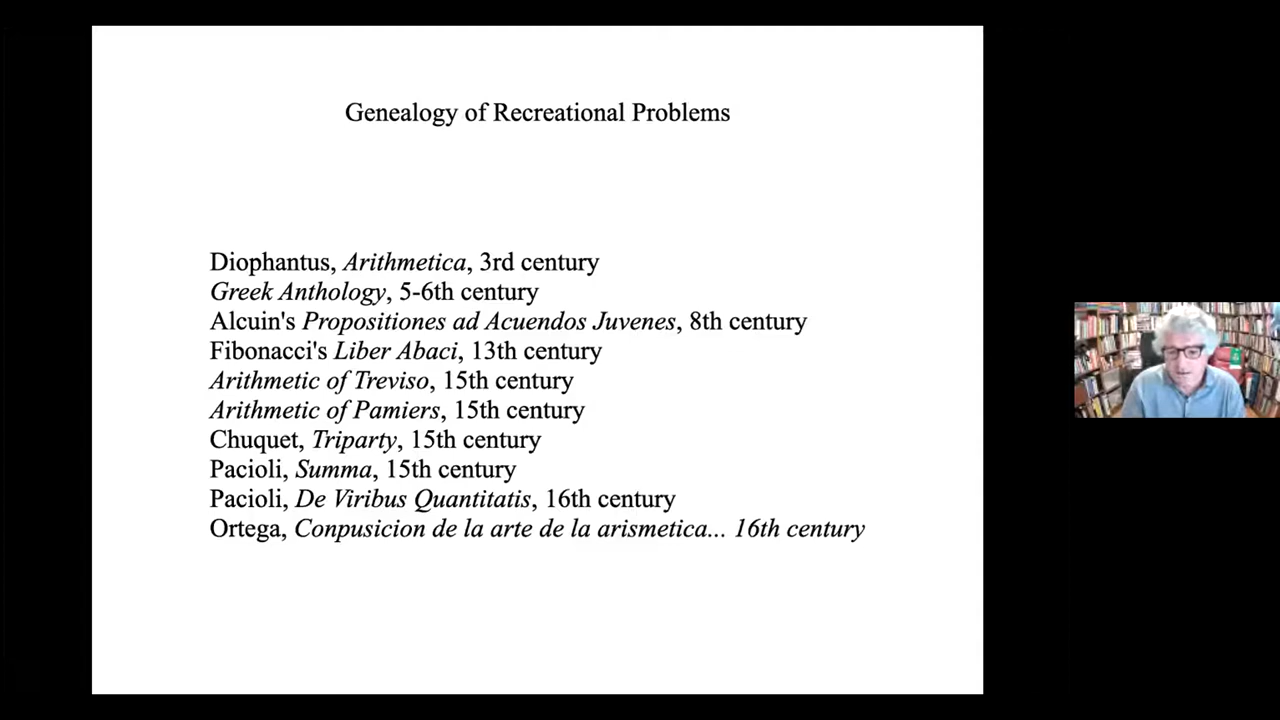 Genealogy of Recreational Problems
Diophantus, Arithmetica, 3rd century
Greek Anthology, 5-6th century
Alcuin's Propositiones ad Acuendos Juvenes, 8th century
Fibonacci's Liber Abaci, 13th century
Arithmetic of Treviso, 15th century
Arithmetic of Pamiers, 15th century
Chuquet, Triparty, 15th century
Pacioli, Summa, 15th century
Pacioli, De Viribus Quantitatis, 16th century
Ortega, Conpusicion de la arte de la arismetica... 16th century